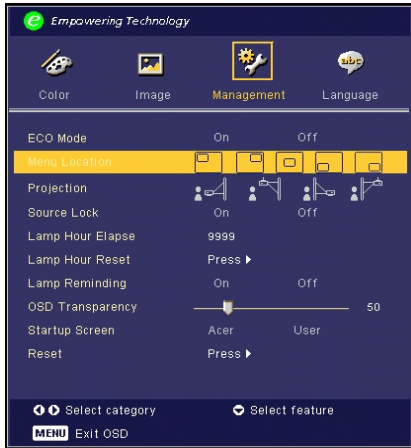 e Empowering Technology
Color Image Management Language
abc
ECO Mode On Off
Menu Location
Projection
Source Lock On Off
Lamp Hour Elapse 9999
Lamp Hour Reset Press
Lamp Reminding On Off
OSD Transparency 50
Startup Screen Acer User
Reset Press
Select category Select feature
MENU Exit OSD